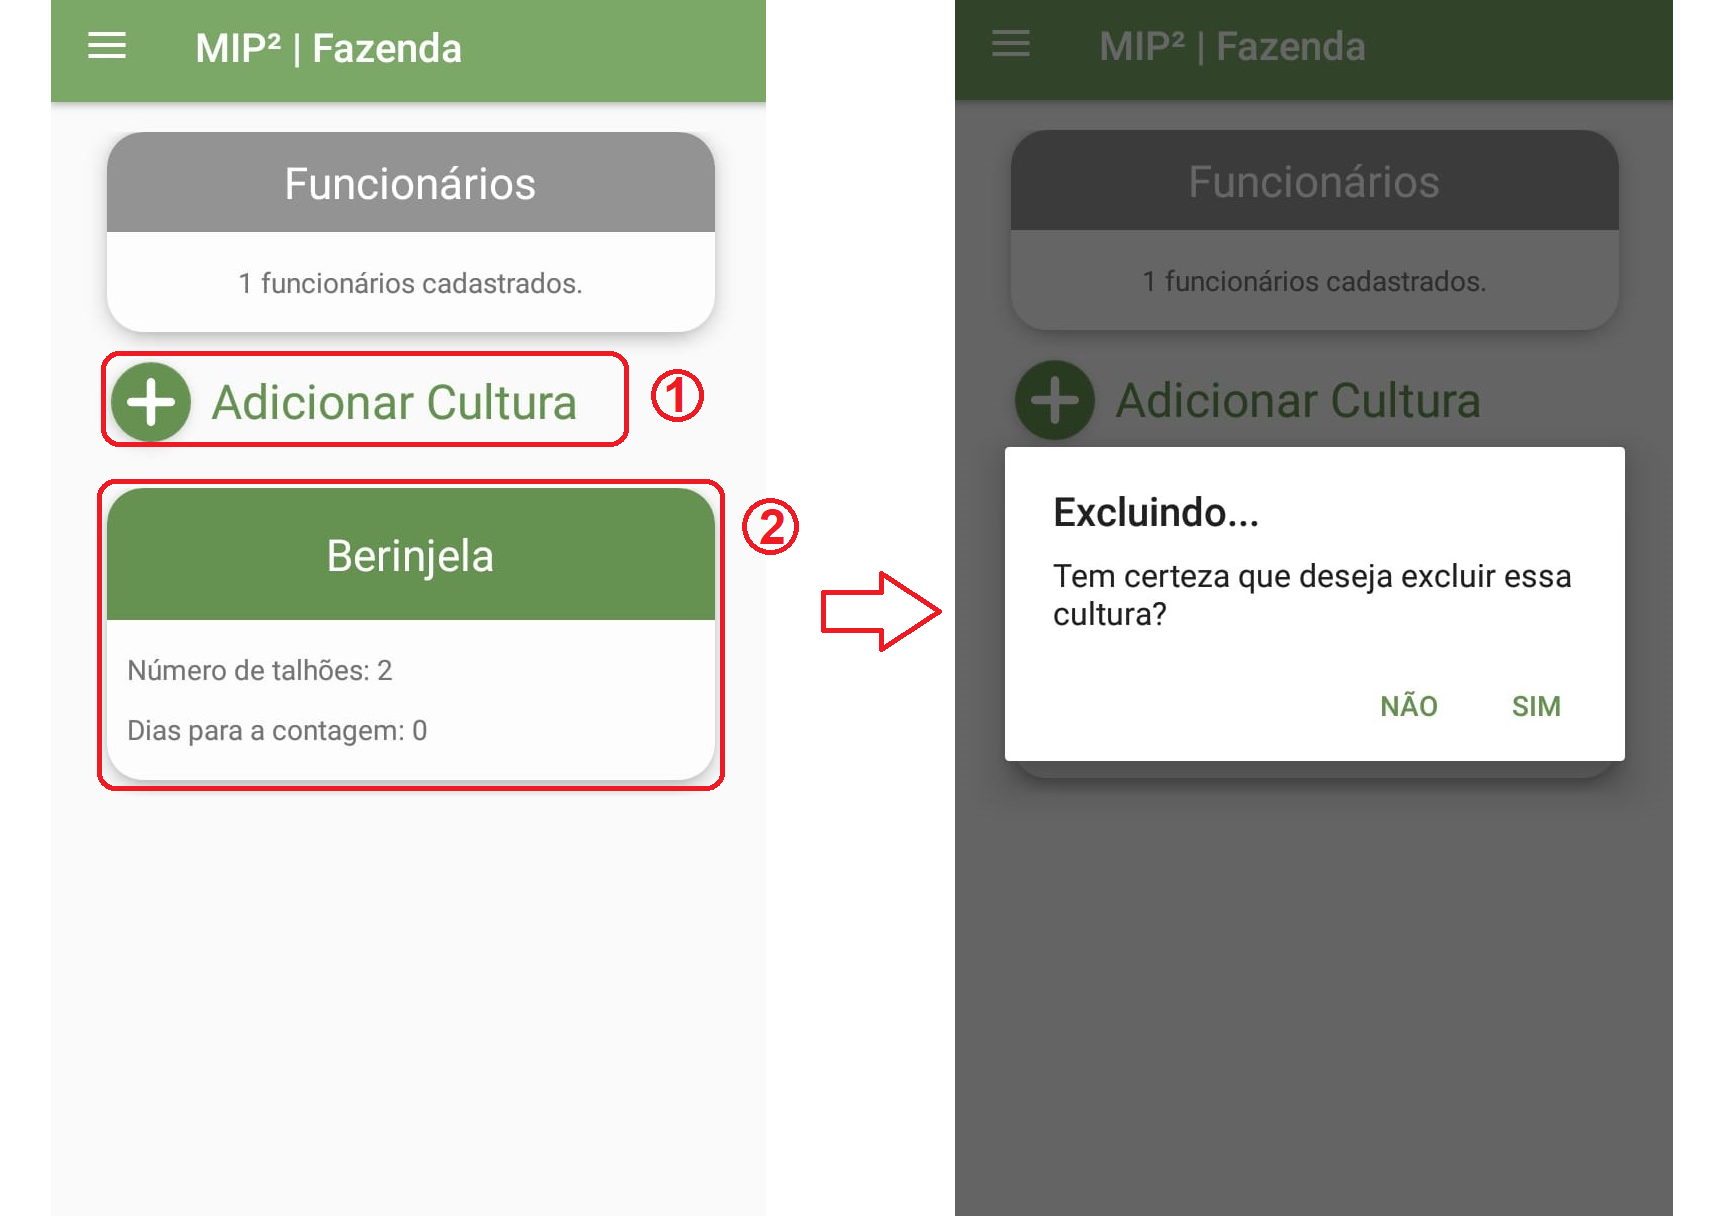 MIP² | Fazenda
Funcionários
1 funcionários cadastrados.
Adicionar Cultura
1
Berinjela
2
Número de talhões: 2
Dias para a contagem: 0
MIP² | Fazenda
Funcionários
1 funcionários cadastrados.
Adicionar Cultura
Excluindo...
Tem certeza que deseja excluir essa
cultura?
NÃO SIM